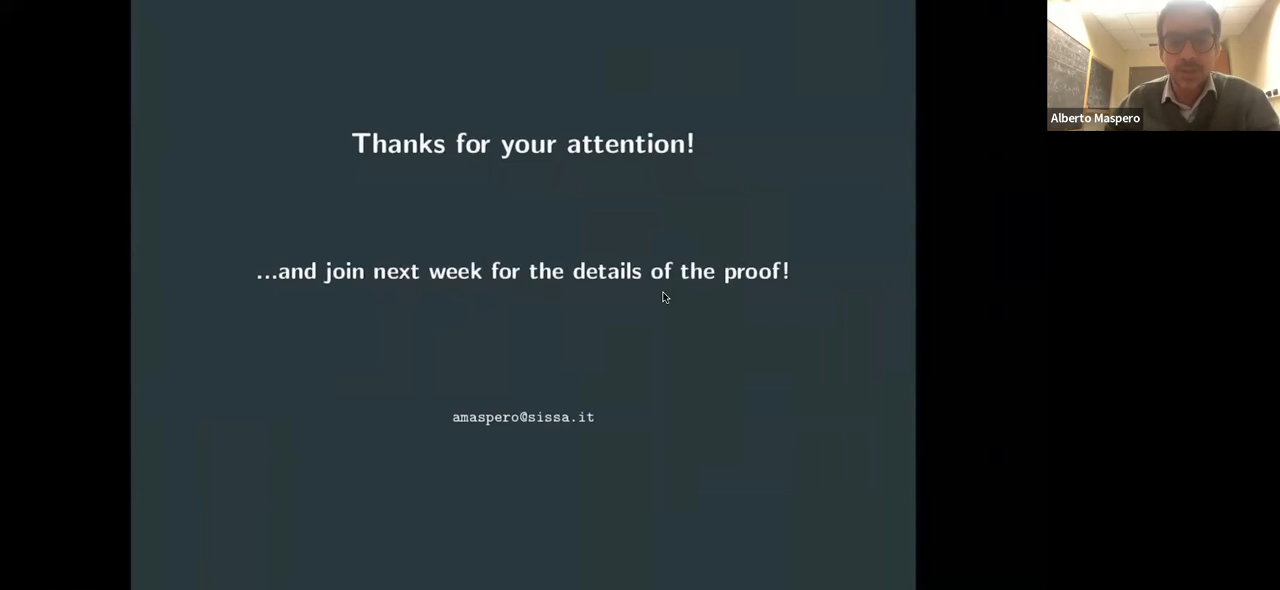 Thanks for your attention!
...and join next week for the details of the proof!
amaspero@sissa.it
Alberto Maspero